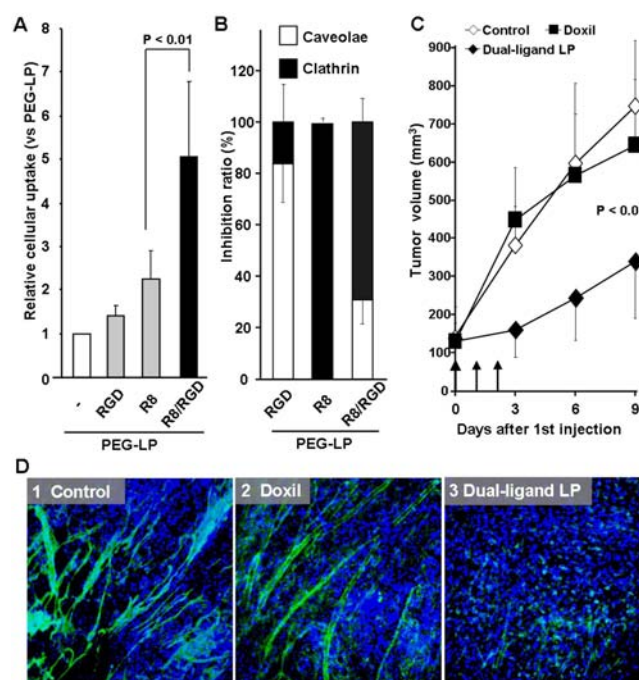 A
P < 0.01
Relative cellular uptake (vs PEG-LP)
8
7
6
5
4
3
2
1
0
-
RGD
R8
R8/RGD
PEG-LP
B
Caveolae
Clathrin
Inhibition ratio (%)
120
100
80
60
40
20
0
RGD
R8
R8/RGD
PEG-LP
C
Control
Doxil
Dual-ligand LP
Tumor volume (mm³)
900
800
700
600
500
400
300
200
100
0
P < 0.0
0
3
6
9
Days after 1st injection
D
1 Control
2 Doxil
3 Dual-ligand LP